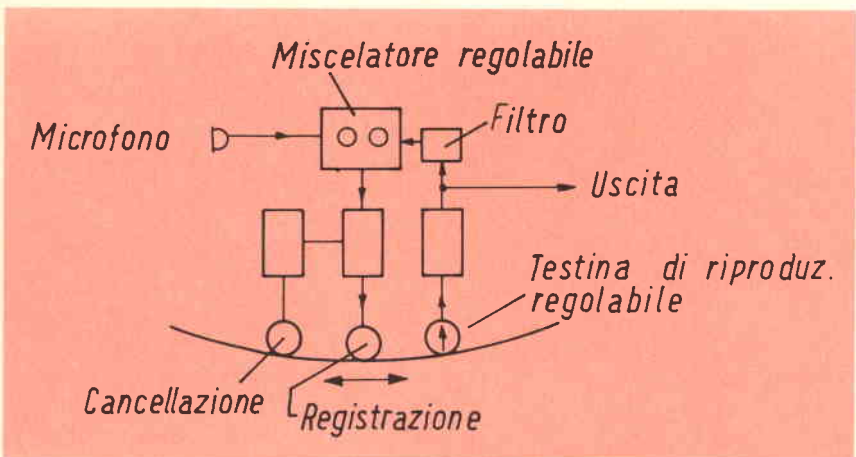 Miscelatore regolabile
Microfono
Filtro
Uscita
Testina di riproduz.
regolabile
Cancellazione
Registrazione